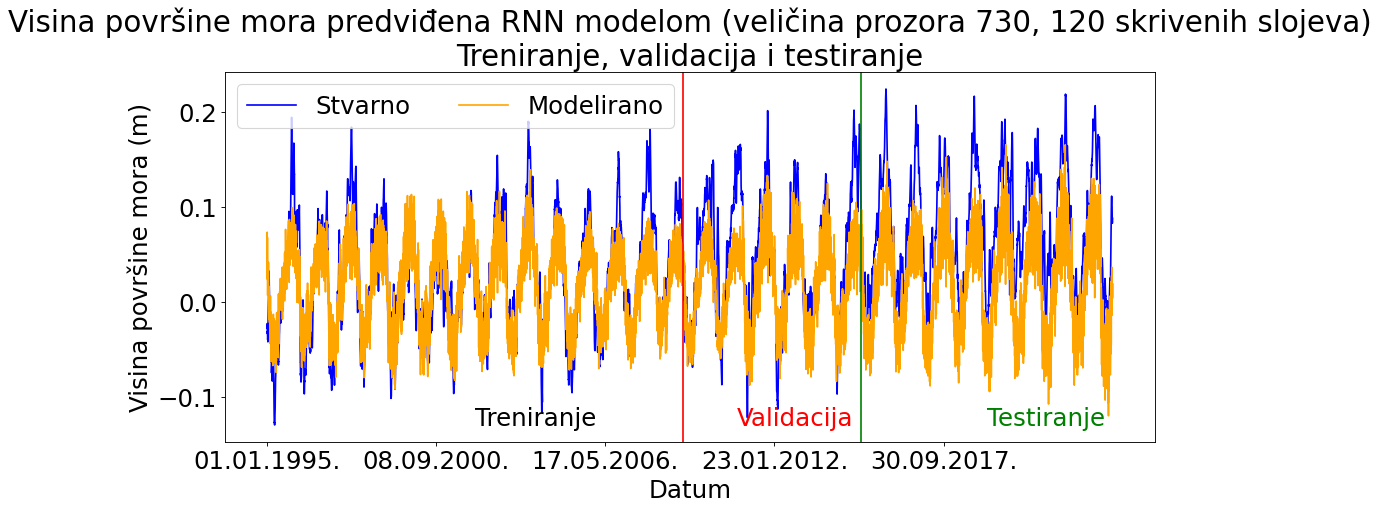 Visina površine mora predviđena RNN modelom (veličina prozora 730, 120 skrivenih slojeva)
Treniranje, validacija i testiranje
Stvarno
Modelirano
Visina površine mora (m)
0.2
0.1
0.0
−0.1
Treniranje
Validacija
Testiranje
01.01.1995.
08.09.2000.
17.05.2006.
23.01.2012.
30.09.2017.
Datum